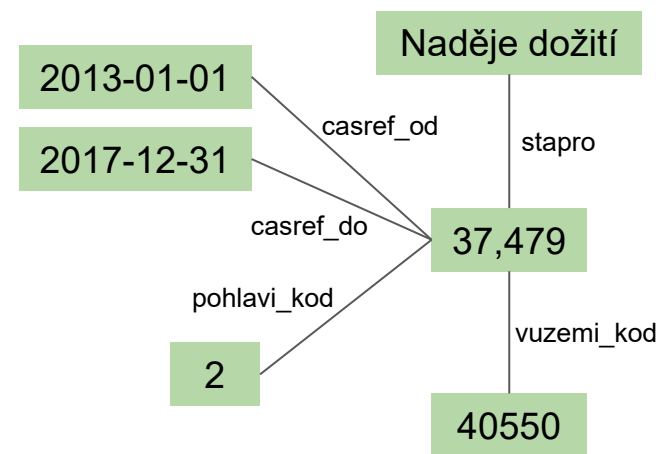 Naděje dožití
2013-01-01
casref_od
stapro
2017-12-31
casref_do
37,479
pohlavi_kod
vuzemi_kod
2
40550